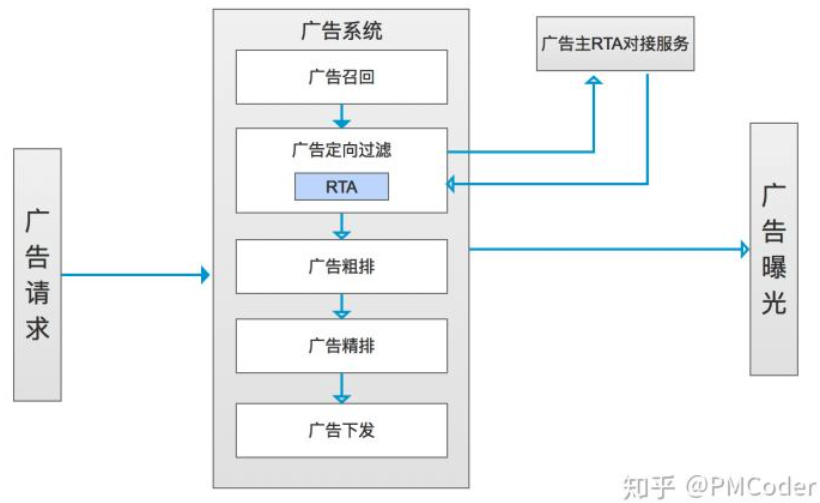 广告系统
广告召回
广告定向过滤
RTA
广告粗排
广告精排
广告下发
广告请求
广告主RTA对接服务
广告曝光
知乎 @PMCoder